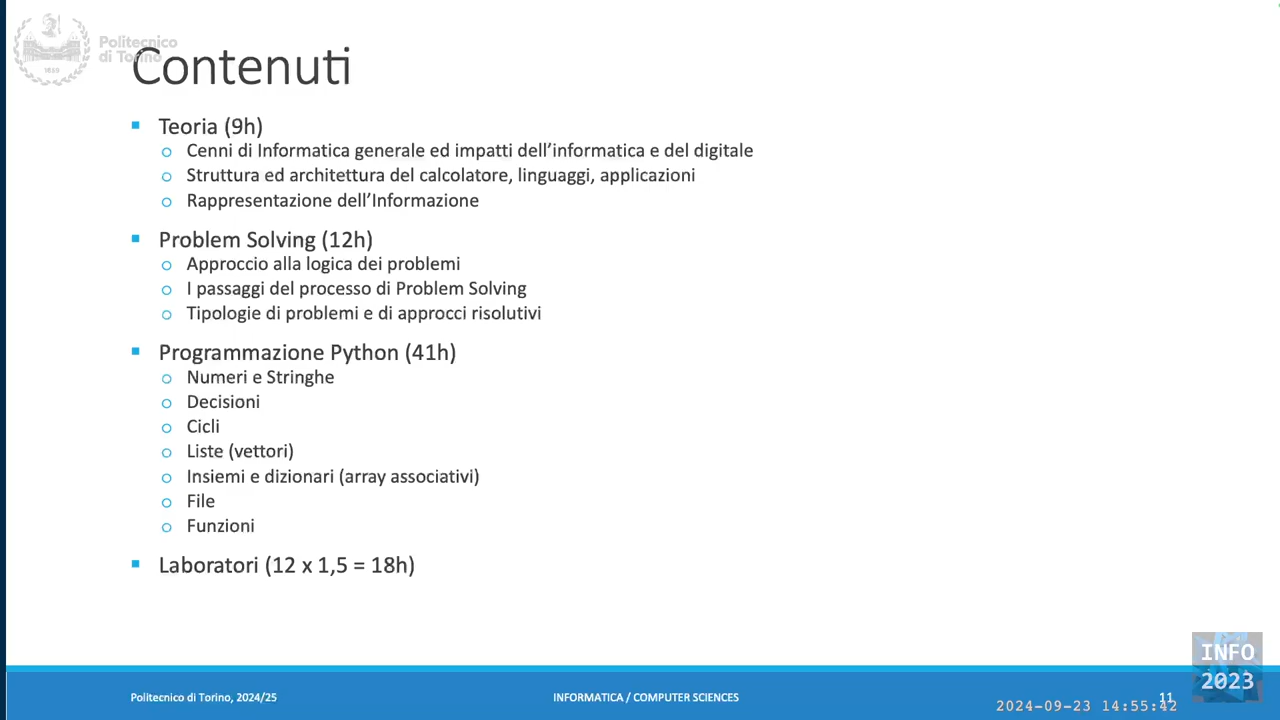 Politecnico
di Torino
1859
Contenuti
Teoria (9h)
Cenni di Informatica generale ed impatti dell'informatica e del digitale
Struttura ed architettura del calcolatore, linguaggi, applicazioni
Rappresentazione dell'Informazione
Problem Solving (12h)
Approccio alla logica dei problemi
I passaggi del processo di Problem Solving
Tipologie di problemi e di approcci risolutivi
Programmazione Python (41h)
Numeri e Stringhe
Decisioni
Cicli
Liste (vettori)
Insiemi e dizionari (array associativi)
File
Funzioni
Laboratori (12 x 1,5 = 18h)
INFO
2023
Politecnico di Torino, 2024/25
INFORMATICA / COMPUTER SCIENCES
11
2024-09-23 14:55:42